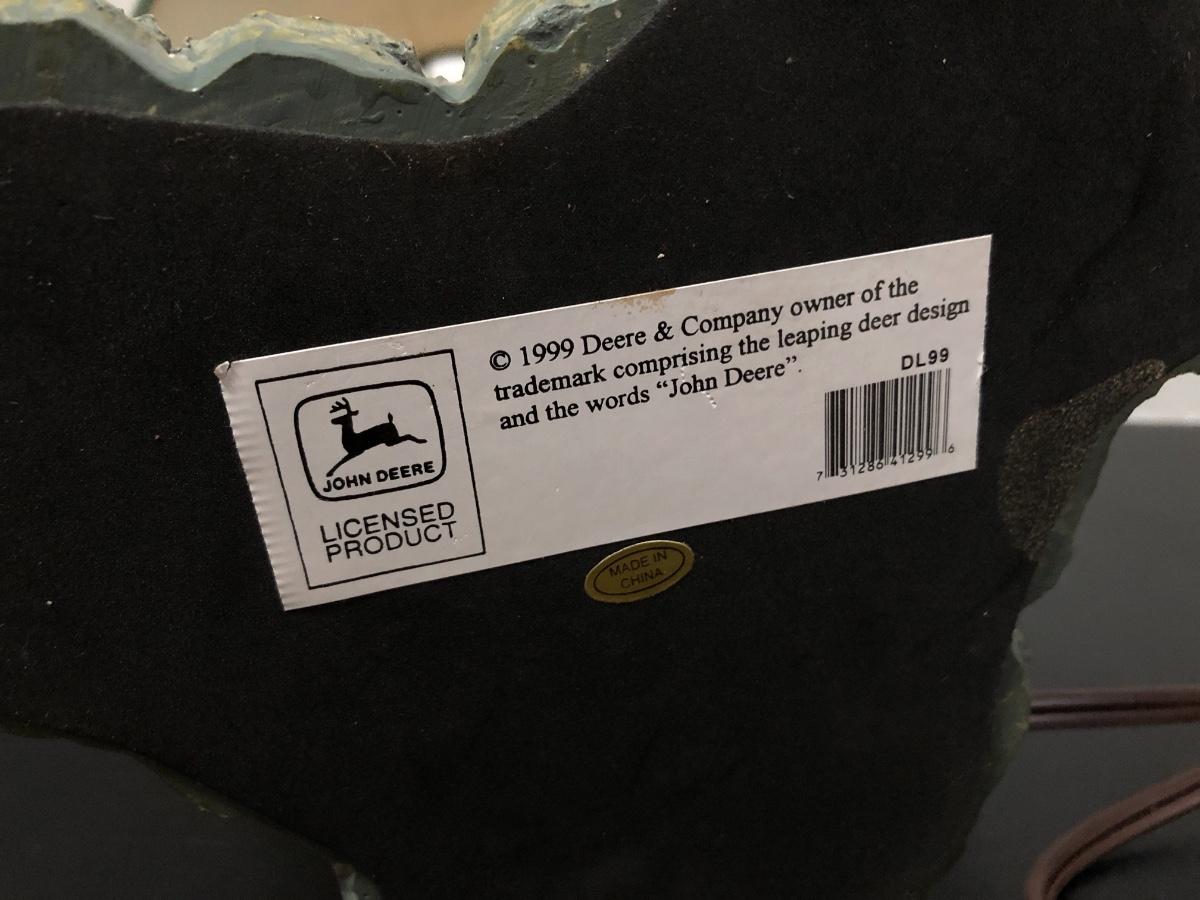 © 1999 Deere & Company owner of the
trademark comprising the leaping deer design
and the words “John Deere”.
DL99
7 31286 41299 6
JOHN DEERE
LICENSED
PRODUCT
MADE IN
CHINA